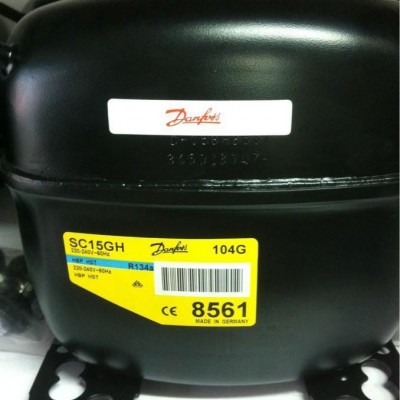 Danfoss
SC15GH Danfoss 104G
220-240V~50Hz
HBP HST R134a
220-240V~60Hz
HBP HST
CE 8561
MADE IN GERMANY